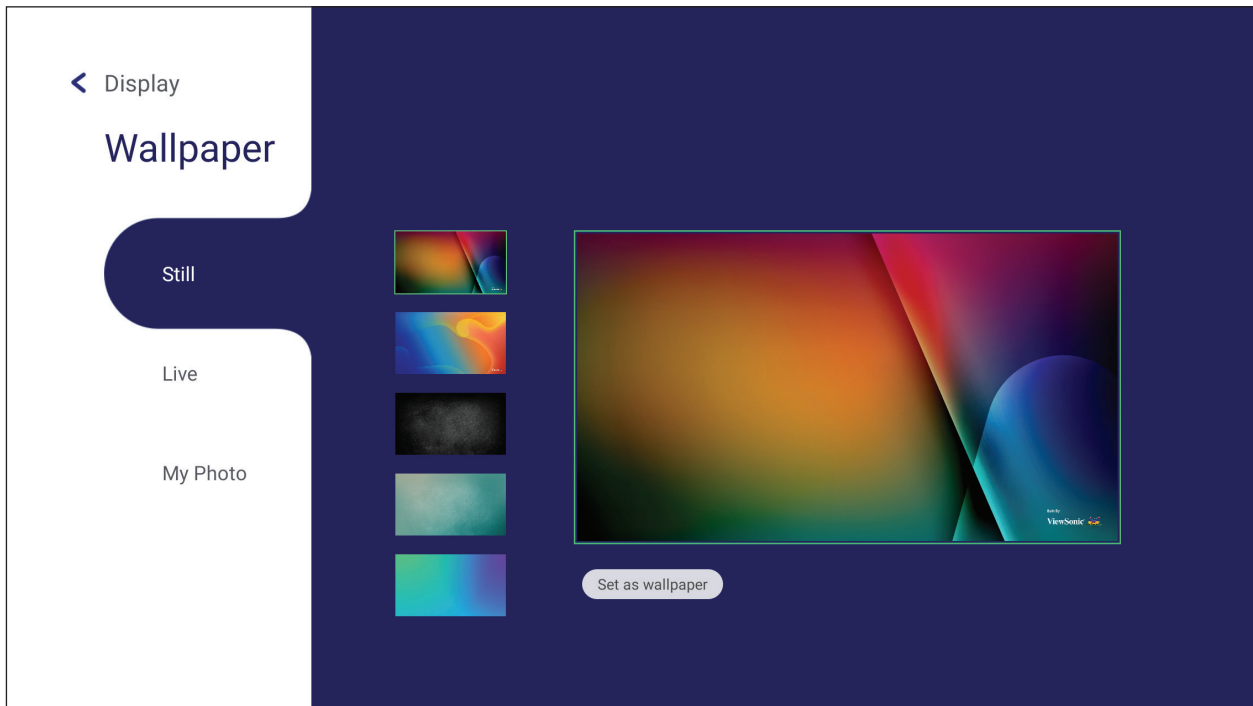 Display
Wallpaper
Still
Live
My Photo
ViewSonic
Set as wallpaper